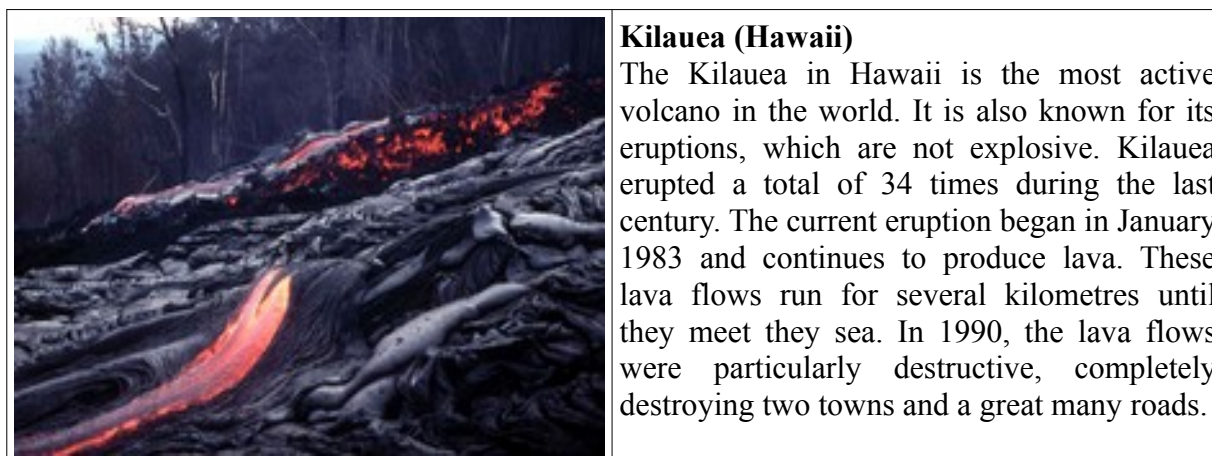 Kilauea (Hawaii)
The Kilauea in Hawaii is the most active
volcano in the world. It is also known for its
eruptions, which are not explosive. Kilauea
erupted a total of 34 times during the last
century. The current eruption began in January
1983 and continues to produce lava. These
lava flows run for several kilometres until
they meet they sea. In 1990, the lava flows
were particularly destructive, completely
destroying two towns and a great many roads.